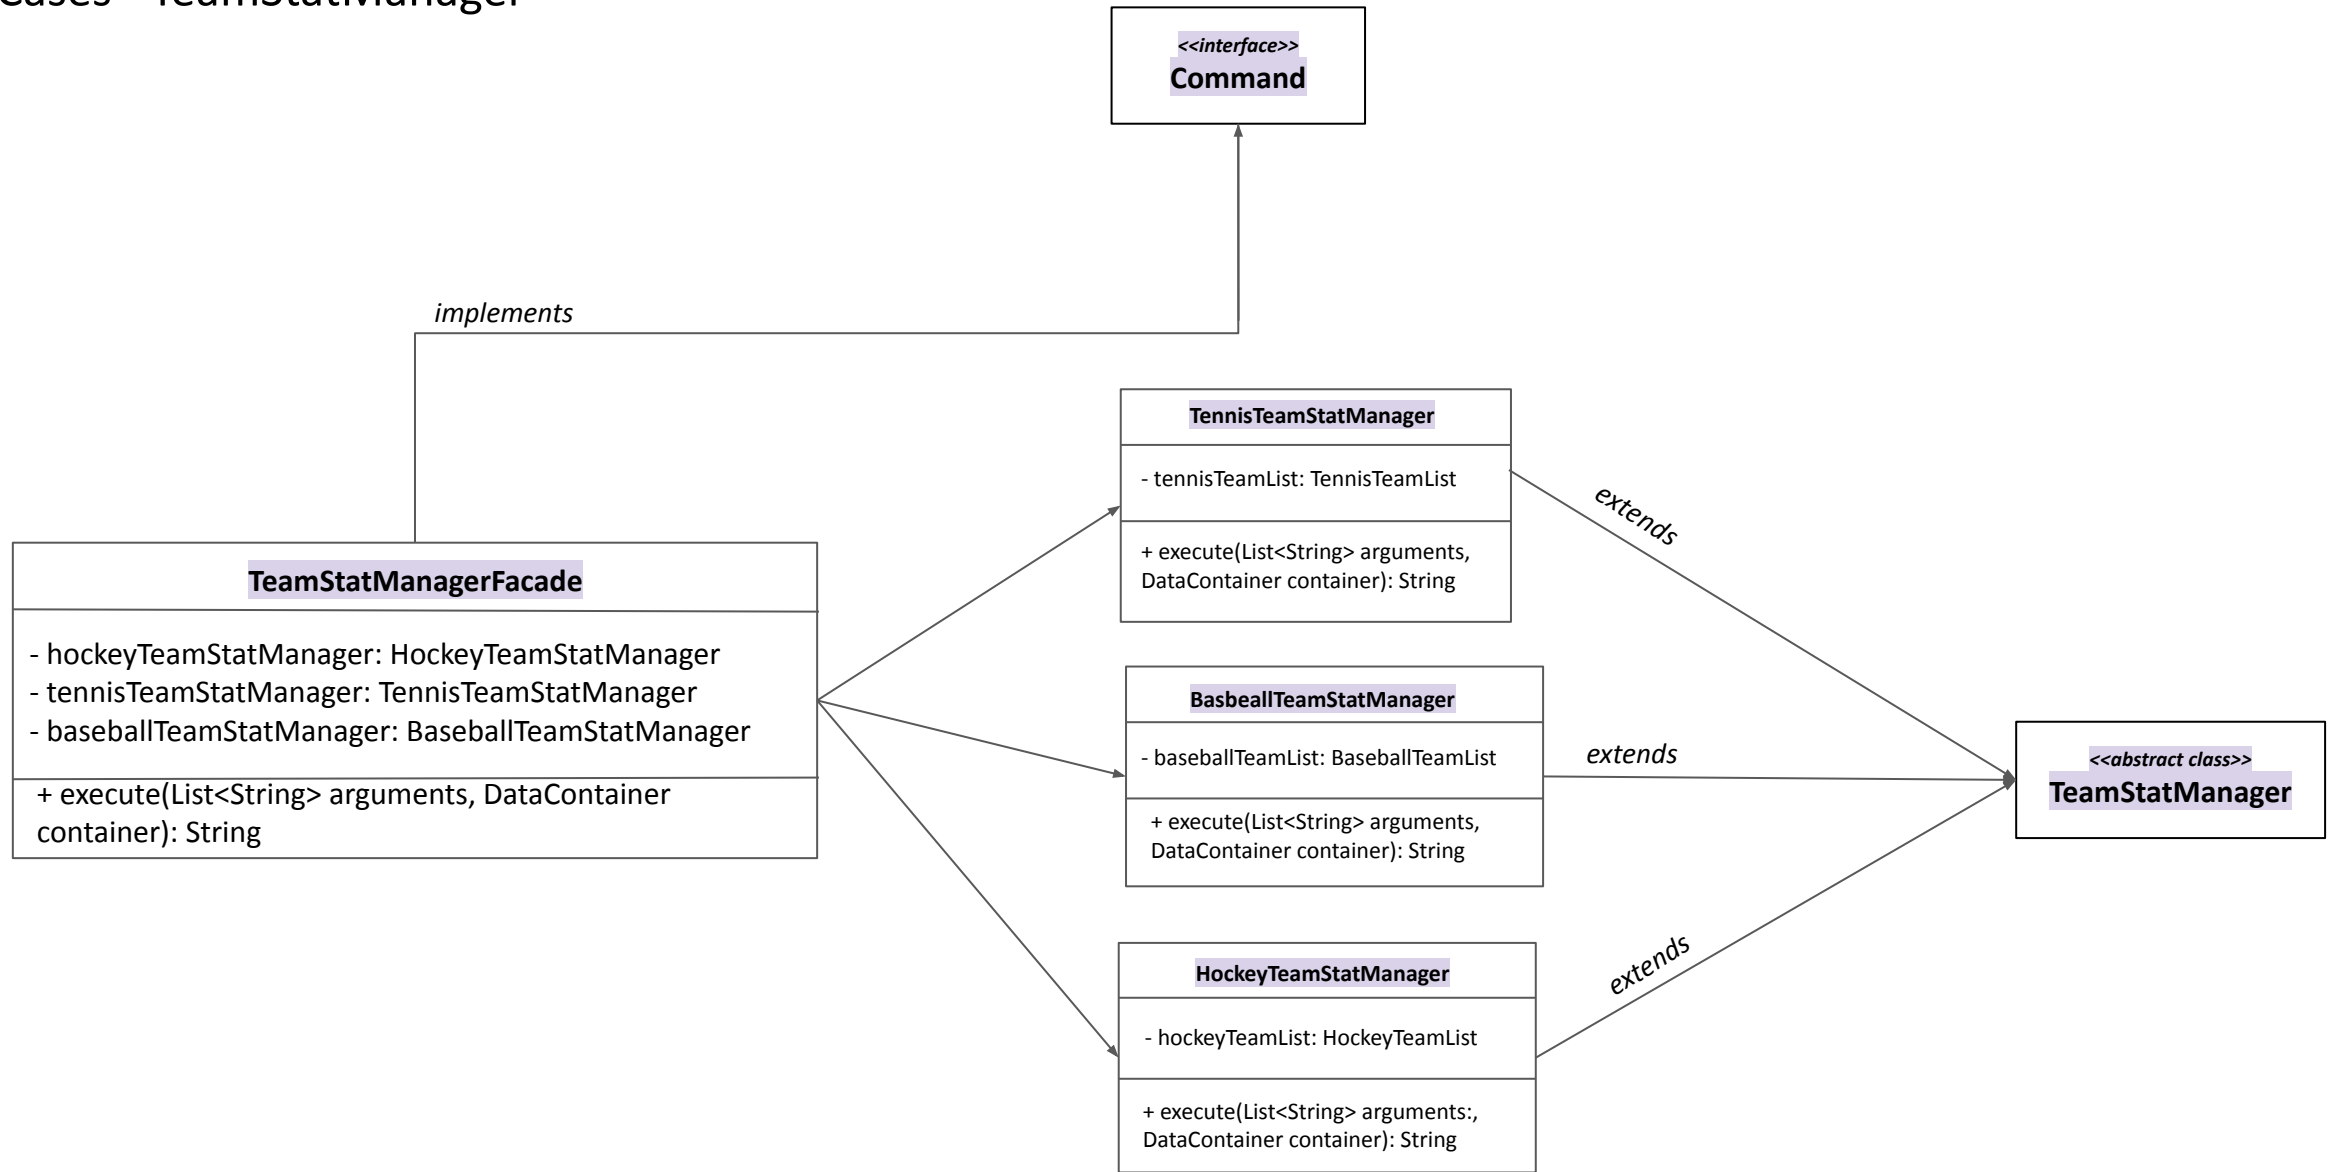 Cases - TeamStatManager
<<interface>>
Command
implements
TennisTeamStatManager
- tennisTeamList: TennisTeamList
+ execute(List<String> arguments,
DataContainer container): String
extends
TeamStatManagerFacade
- hockeyTeamStatManager: HockeyTeamStatManager
- tennisTeamStatManager: TennisTeamStatManager
- baseballTeamStatManager: BaseballTeamStatManager
+ execute(List<String> arguments, DataContainer
container): String
BasbeallTeamStatManager
- baseballTeamList: BaseballTeamList
+ execute(List<String> arguments,
DataContainer container): String
extends
<<abstract class>>
TeamStatManager
HockeyTeamStatManager
- hockeyTeamList: HockeyTeamList
+ execute(List<String> arguments:,
DataContainer container): String
extends